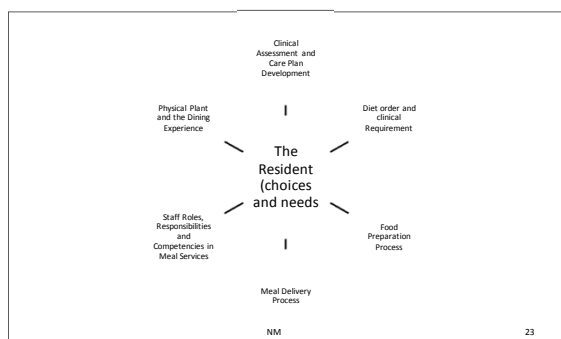 Clinical
Assessment and
Care Plan
Development
Physical Plant
and the Dining
Experience
Diet order and
clinical
Requirement
The
Resident
(choices
and needs
Staff Roles,
Responsibilities
and
Competencies in
Meal Services
Food
Preparation
Process
Meal Delivery
Process
NM
23